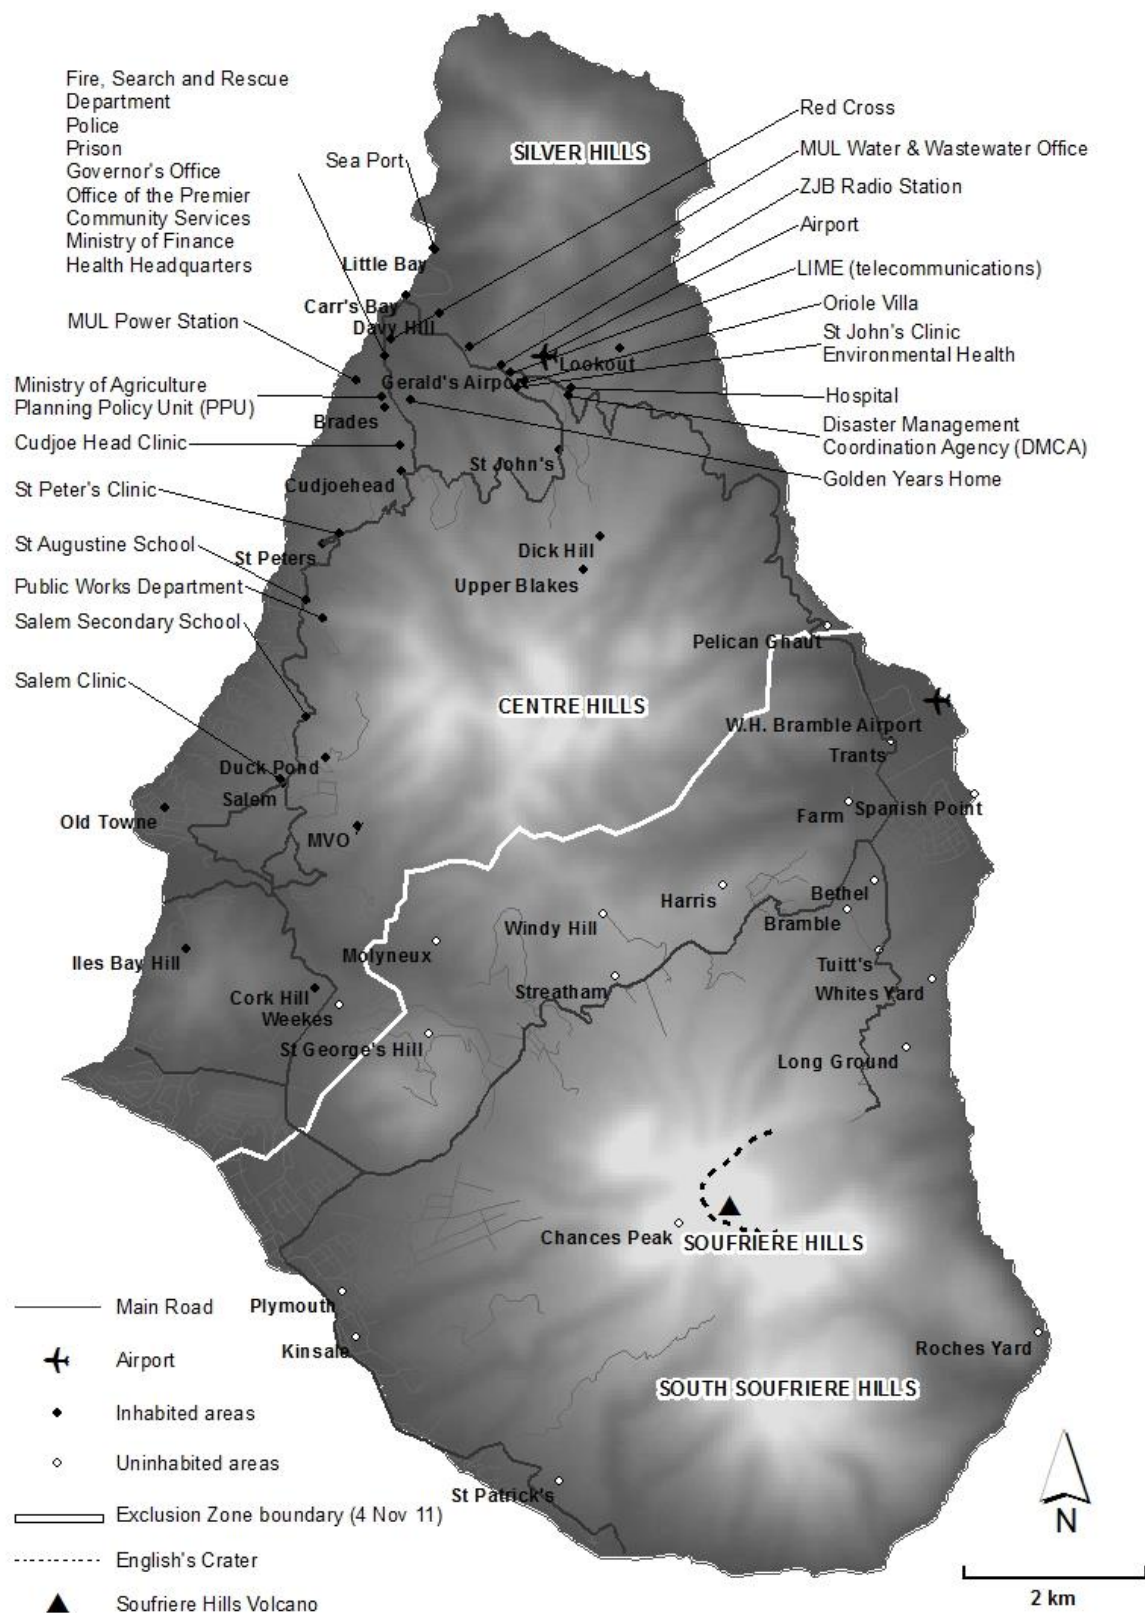 Fire, Search and Rescue
Department
Police
Prison
Governor's Office
Office of the Premier
Community Services
Ministry of Finance
Health Headquarters
Sea Port
MUL Power Station
Ministry of Agriculture
Planning Policy Unit (PPU)
Cudjoe Head Clinic
St Peter's Clinic
St Augustine School
Public Works Department
Salem Secondary School
Salem Clinic
Red Cross
MUL Water & Wastewater Office
ZJB Radio Station
Airport
LIME (telecommunications)
Oriole Villa
St John's Clinic
Environmental Health
Hospital
Disaster Management
Coordination Agency (DMCA)
Golden Years Home
SILVER HILLS
Little Bay
Carr's Bay
Davy Hill
Lookout
Gerald's Airport
Brades
St John's
Cudjoehead
Dick Hill
St Peters
Upper Blakes
Pelican Ghaut
CENTRE HILLS
W.H. Bramble Airport
Trants
Duck Pond
Salem
Old Towne
Farm
Spanish Point
MVO
Harris
Bethel
Bramble
Windy Hill
Molyneux
Iles Bay Hill
Tuitt's
Streatham
Whites Yard
Cork Hill
Weekes
St George's Hill
Long Ground
Chances Peak
SOUFRIERE HILLS
Plymouth
Kinsale
Roches Yard
SOUTH SOUFRIERE HILLS
St Patrick's
Main Road
Airport
Inhabited areas
Uninhabited areas
Exclusion Zone boundary (4 Nov 11)
English's Crater
Soufriere Hills Volcano
N
2 km